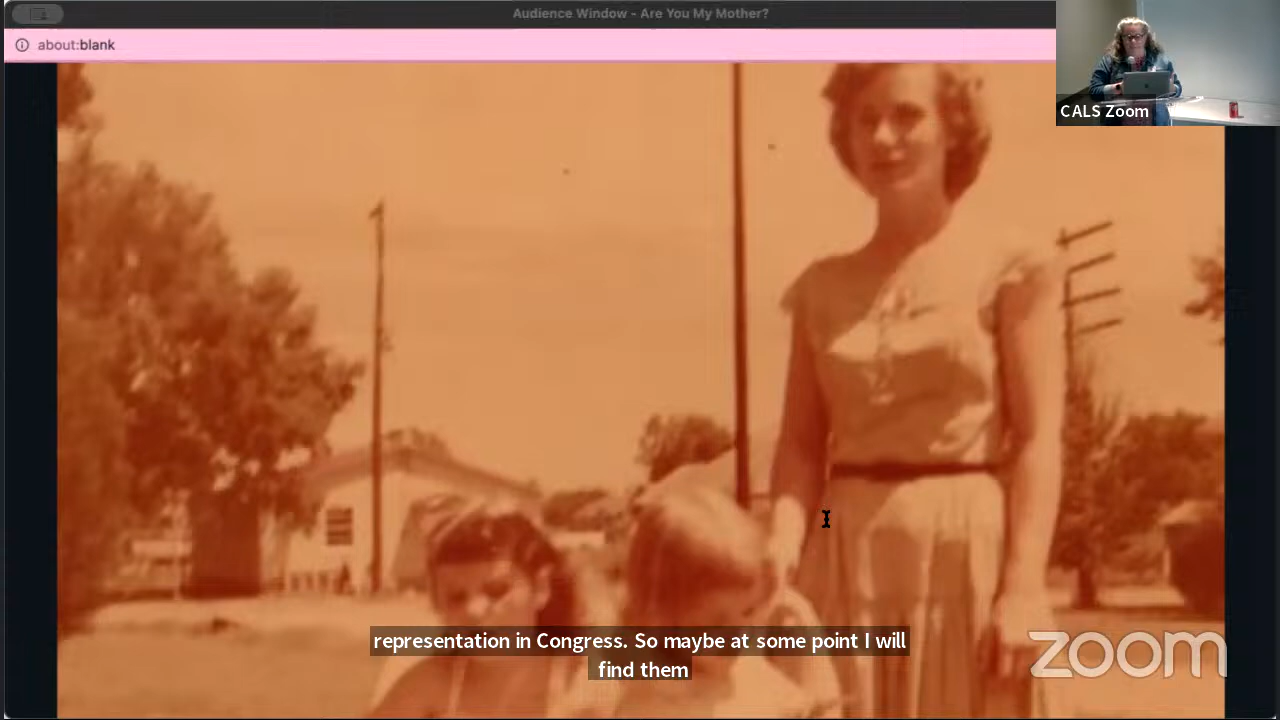 Audience Window - Are You My Mother?
about:blank
CALS Zoom
representation in Congress. So maybe at some point I will
find them
zoom